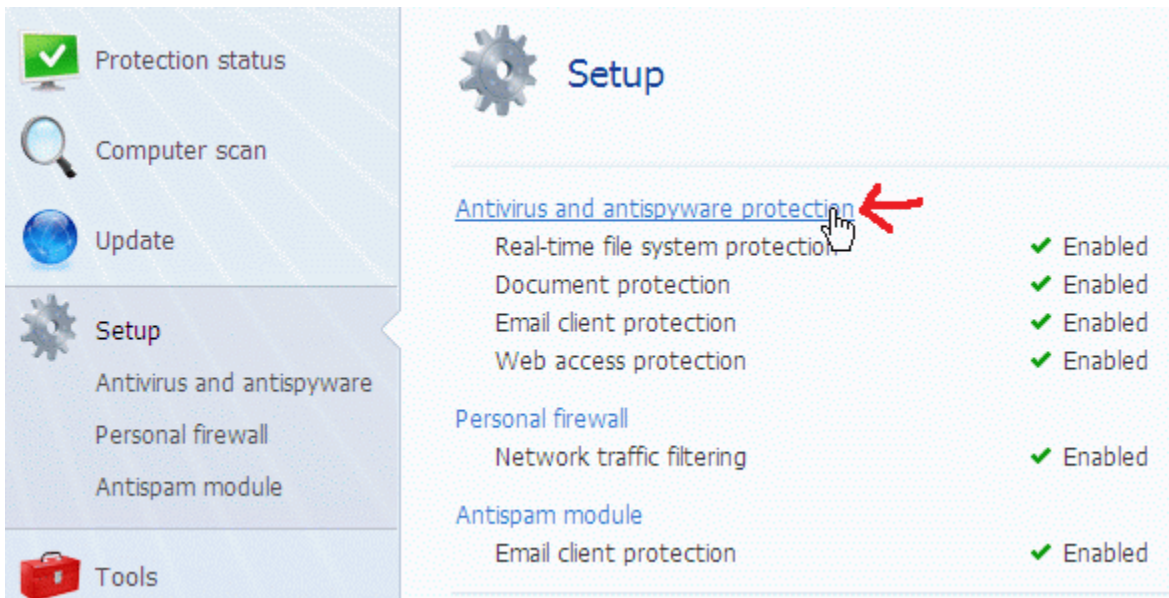 Protection status
Computer scan
Update
Setup
Antivirus and antispyware
Personal firewall
Antispam module
Tools
Setup
Antivirus and antispyware protection
Real-time file system protection ✔ Enabled
Document protection ✔ Enabled
Email client protection ✔ Enabled
Web access protection ✔ Enabled
Personal firewall
Network traffic filtering ✔ Enabled
Antispam module
Email client protection ✔ Enabled